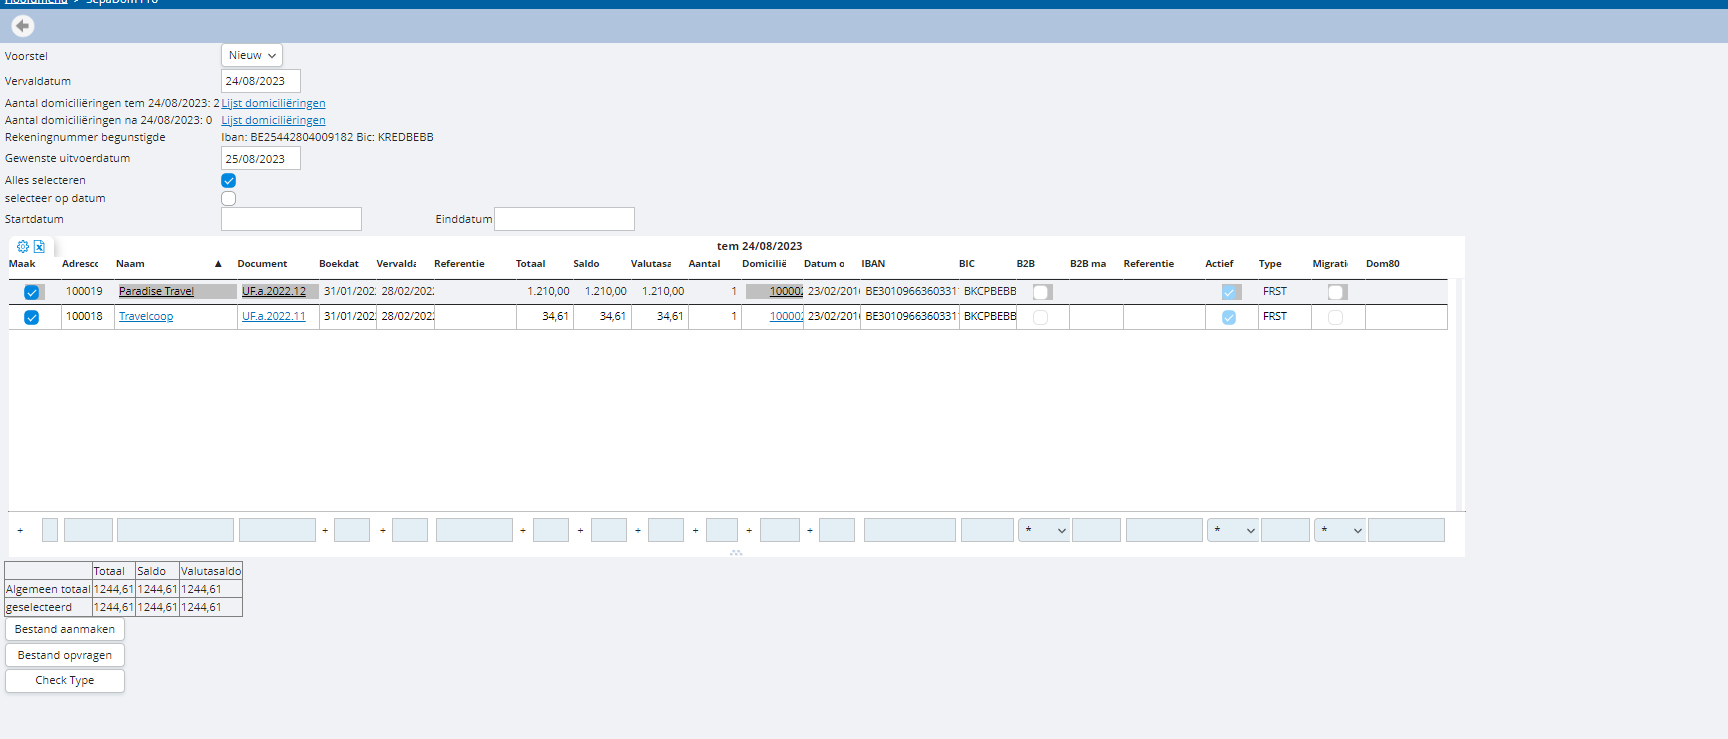 Hoofdmenu > SepaDom Pro
Voorstel Nieuw
Vervaldatum 24/08/2023
Aantal domiciliëringen tem 24/08/2023: 2 Lijst domiciliëringen
Aantal domiciliëringen na 24/08/2023: 0 Lijst domiciliëringen
Rekeningnummer begunstigde Iban: BE25442804009182 Bic: KREDBEBB
Gewenste uitvoerdatum 25/08/2023
Alles selecteren
selecteer op datum
Startdatum Einddatum
tem 24/08/2023
Maak Adresco Naam ▲ Document Boekdat Vervalda Referentie Totaal Saldo Valutasa Aantal Domicilië Datum o IBAN BIC B2B B2B ma Referentie Actief Type Migrati Dom80
100019 Paradise Travel UF.a.2022.12 31/01/202 28/02/202 1.210,00 1.210,00 1.210,00 1 10000 23/02/201 BE3010966360331 BKCPBEBB FRST
100018 Travelcoop UF.a.2022.11 31/01/202 28/02/202 34,61 34,61 34,61 1 10000 23/02/201 BE3010966360331 BKCPBEBB FRST
+ + + + + + + + + * * *
Totaal Saldo Valutasaldo
Algemeen totaal 1244,61 1244,61 1244,61
geselecteerd 1244,61 1244,61 1244,61
Bestand aanmaken
Bestand opvragen
Check Type